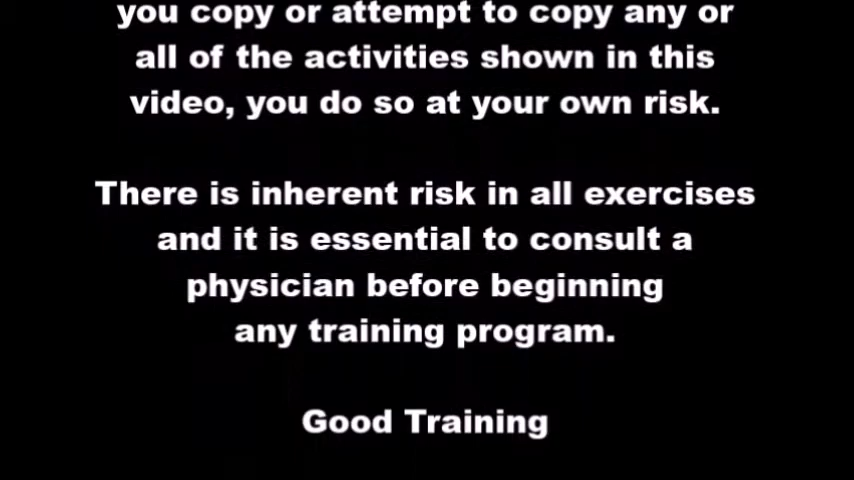 you copy or attempt to copy any or
all of the activities shown in this
video, you do so at your own risk.
There is inherent risk in all exercises
and it is essential to consult a
physician before beginning
any training program.
Good Training